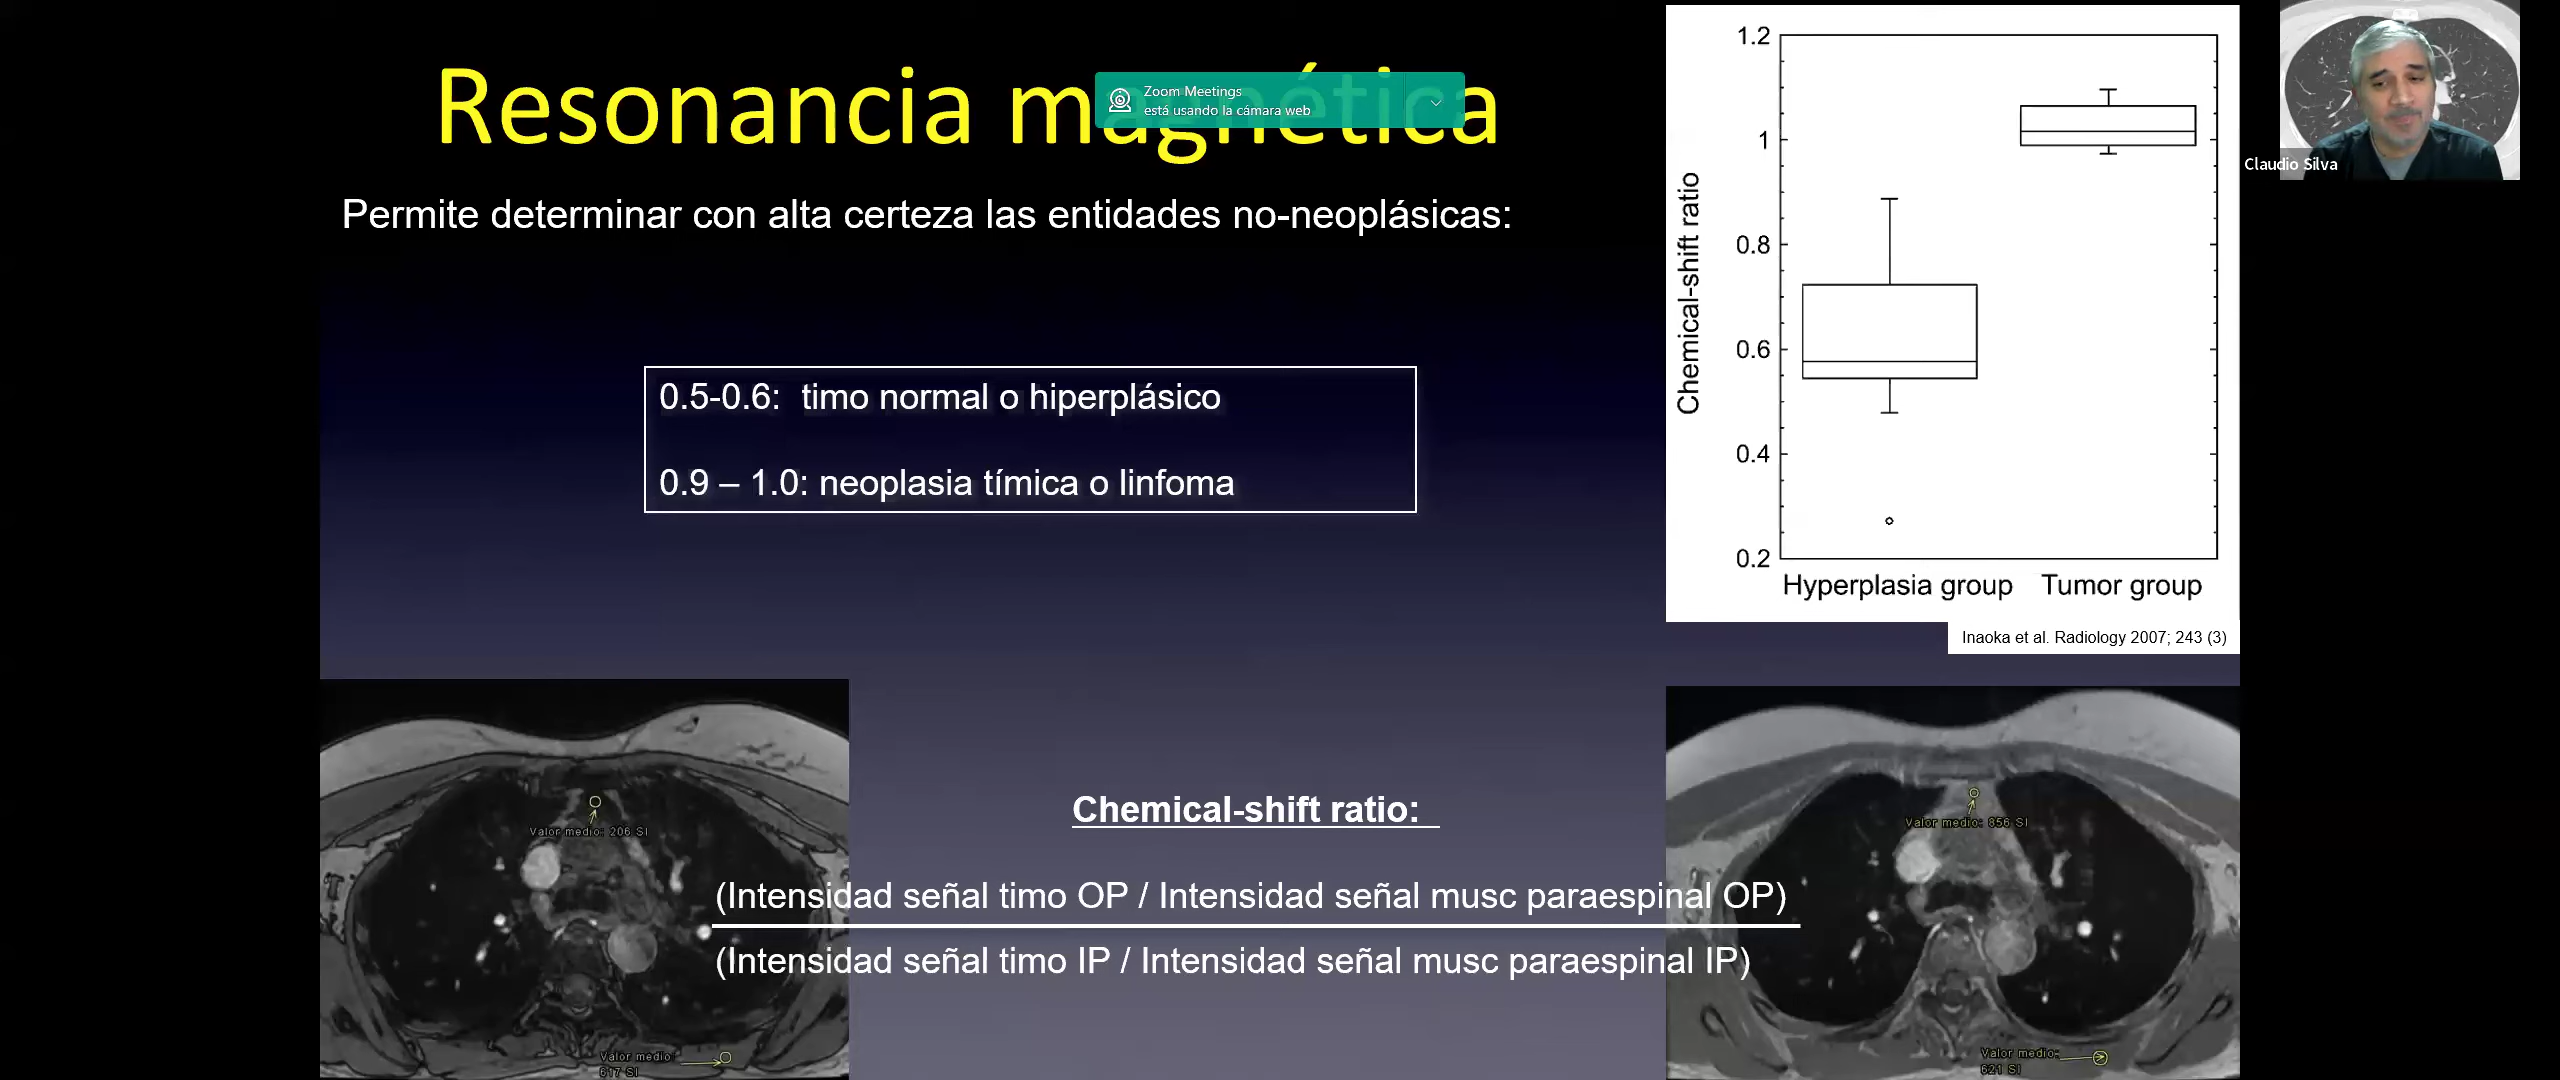 Resonancia magnética
Zoom Meetings
está usando la cámara web
Permite determinar con alta certeza las entidades no-neoplásicas:
0.5-0.6: timo normal o hiperplásico
0.9 – 1.0: neoplasia tímica o linfoma
1.2
1
0.8
0.6
0.4
0.2
Chemical-shift ratio
Hyperplasia group
Tumor group
Inaoka et al. Radiology 2007; 243 (3)
Claudio Silva
Valor medio: 206 SI
Valor medio: 856 SI
Chemical-shift ratio:
(Intensidad señal timo OP / Intensidad señal musc paraespinal OP)
(Intensidad señal timo IP / Intensidad señal musc paraespinal IP)
Valor medio:
617 SI
Valor medio:
621 SI